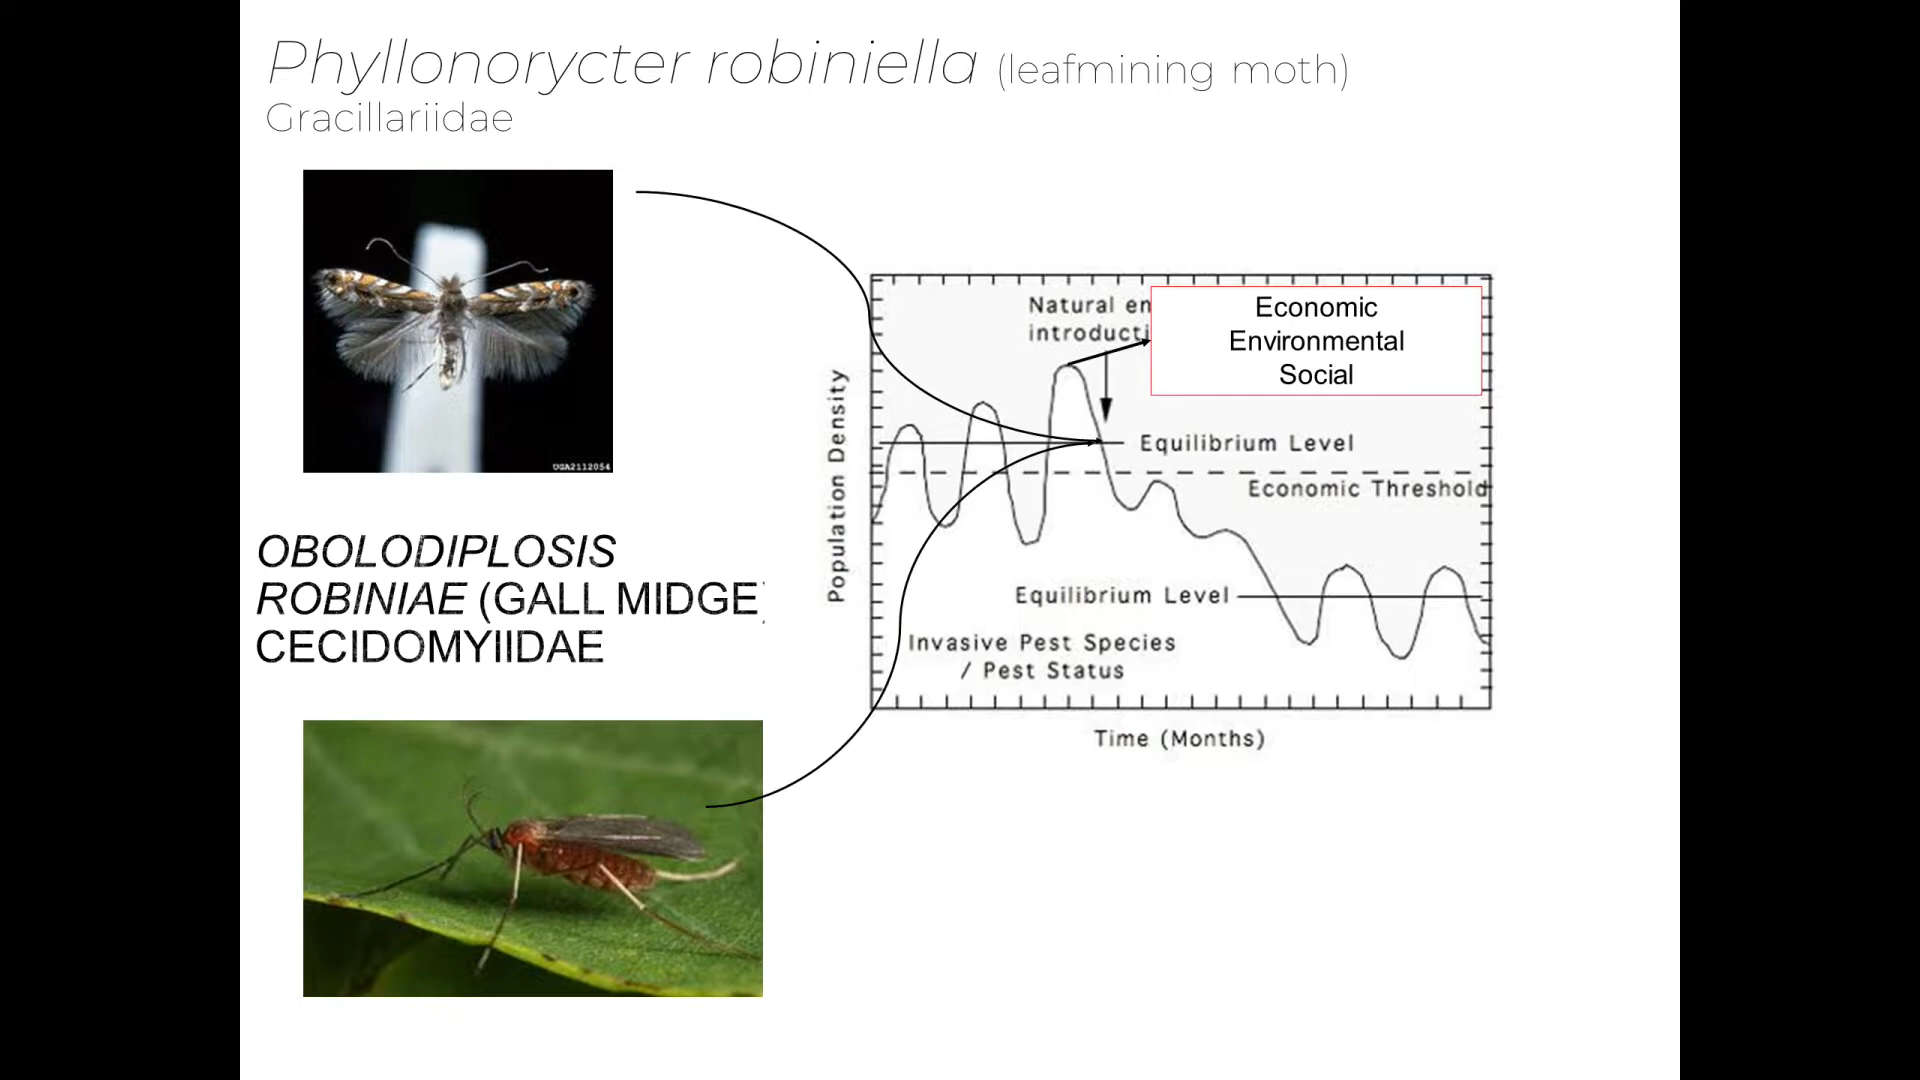 Phyllonorycter robiniella (leafmining moth)
Gracillariidae
UGA2112054
OBOLODIPLOSIS
ROBINIAE (GALL MIDGE)
CECIDOMYIIDAE
Natural en
introducti
Economic
Environmental
Social
Population Density
Equilibrium Level
Economic Threshold
Equilibrium Level
Invasive Pest Species
/ Pest Status
Time (Months)